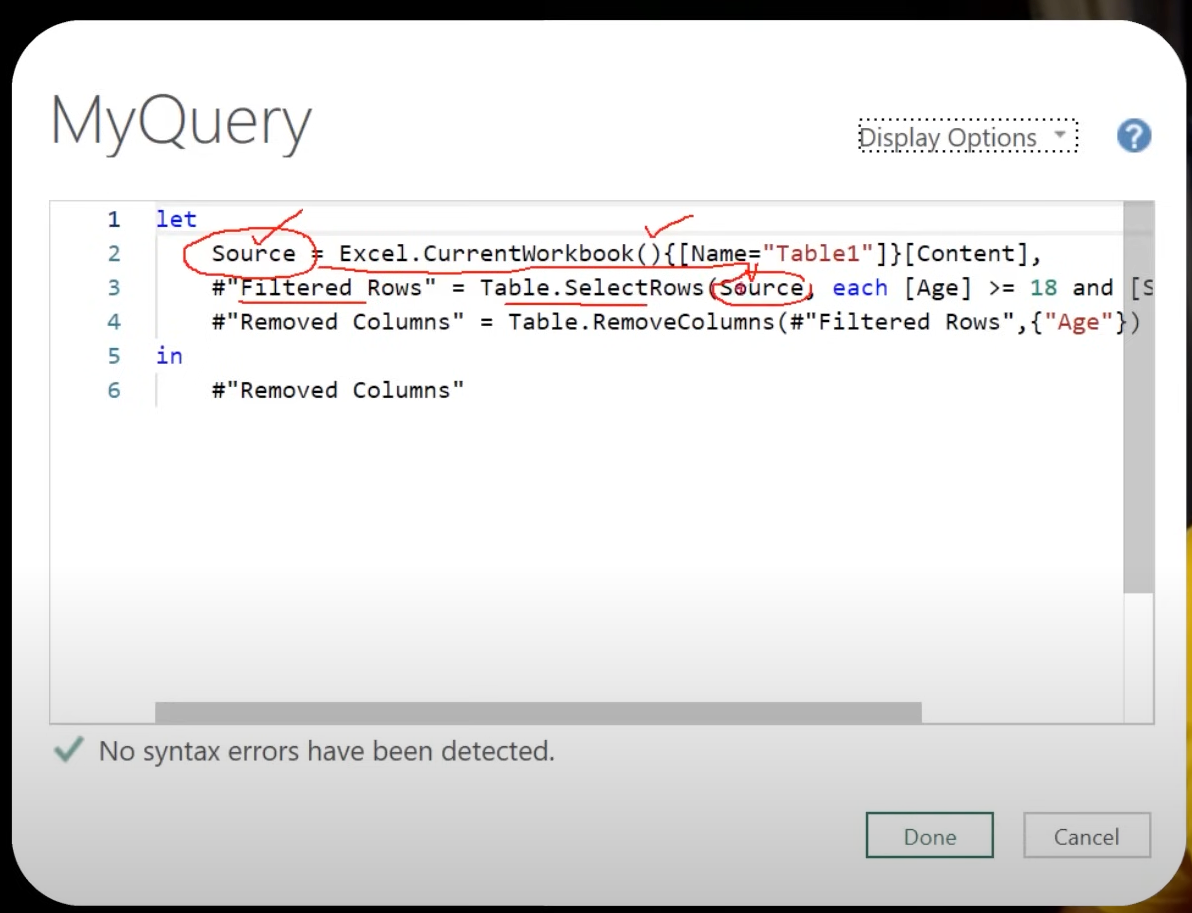 MyQuery
Display Options
?
1 let
2 Source = Excel.CurrentWorkbook(){[Name="Table1"]}[Content],
3 #"Filtered Rows" = Table.SelectRows(Source, each [Age] >= 18 and [S
4 #"Removed Columns" = Table.RemoveColumns(#"Filtered Rows",{"Age"})
5 in
6 #"Removed Columns"
No syntax errors have been detected.
Done Cancel